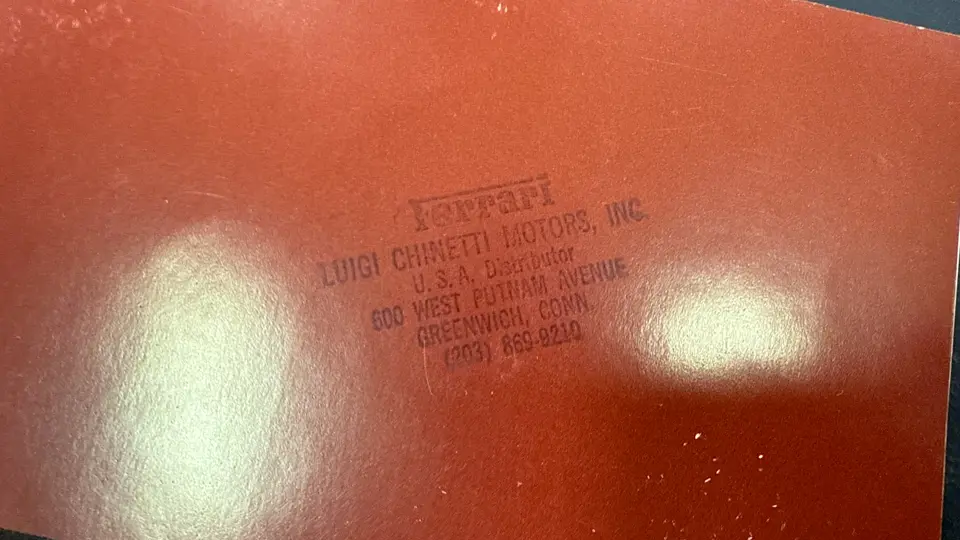 Ferrari
LUIGI CHINETTI MOTORS, INC.
U.S.A. Distributor
600 WEST PUTNAM AVENUE
GREENWICH, CONN.
(203) 869-9210